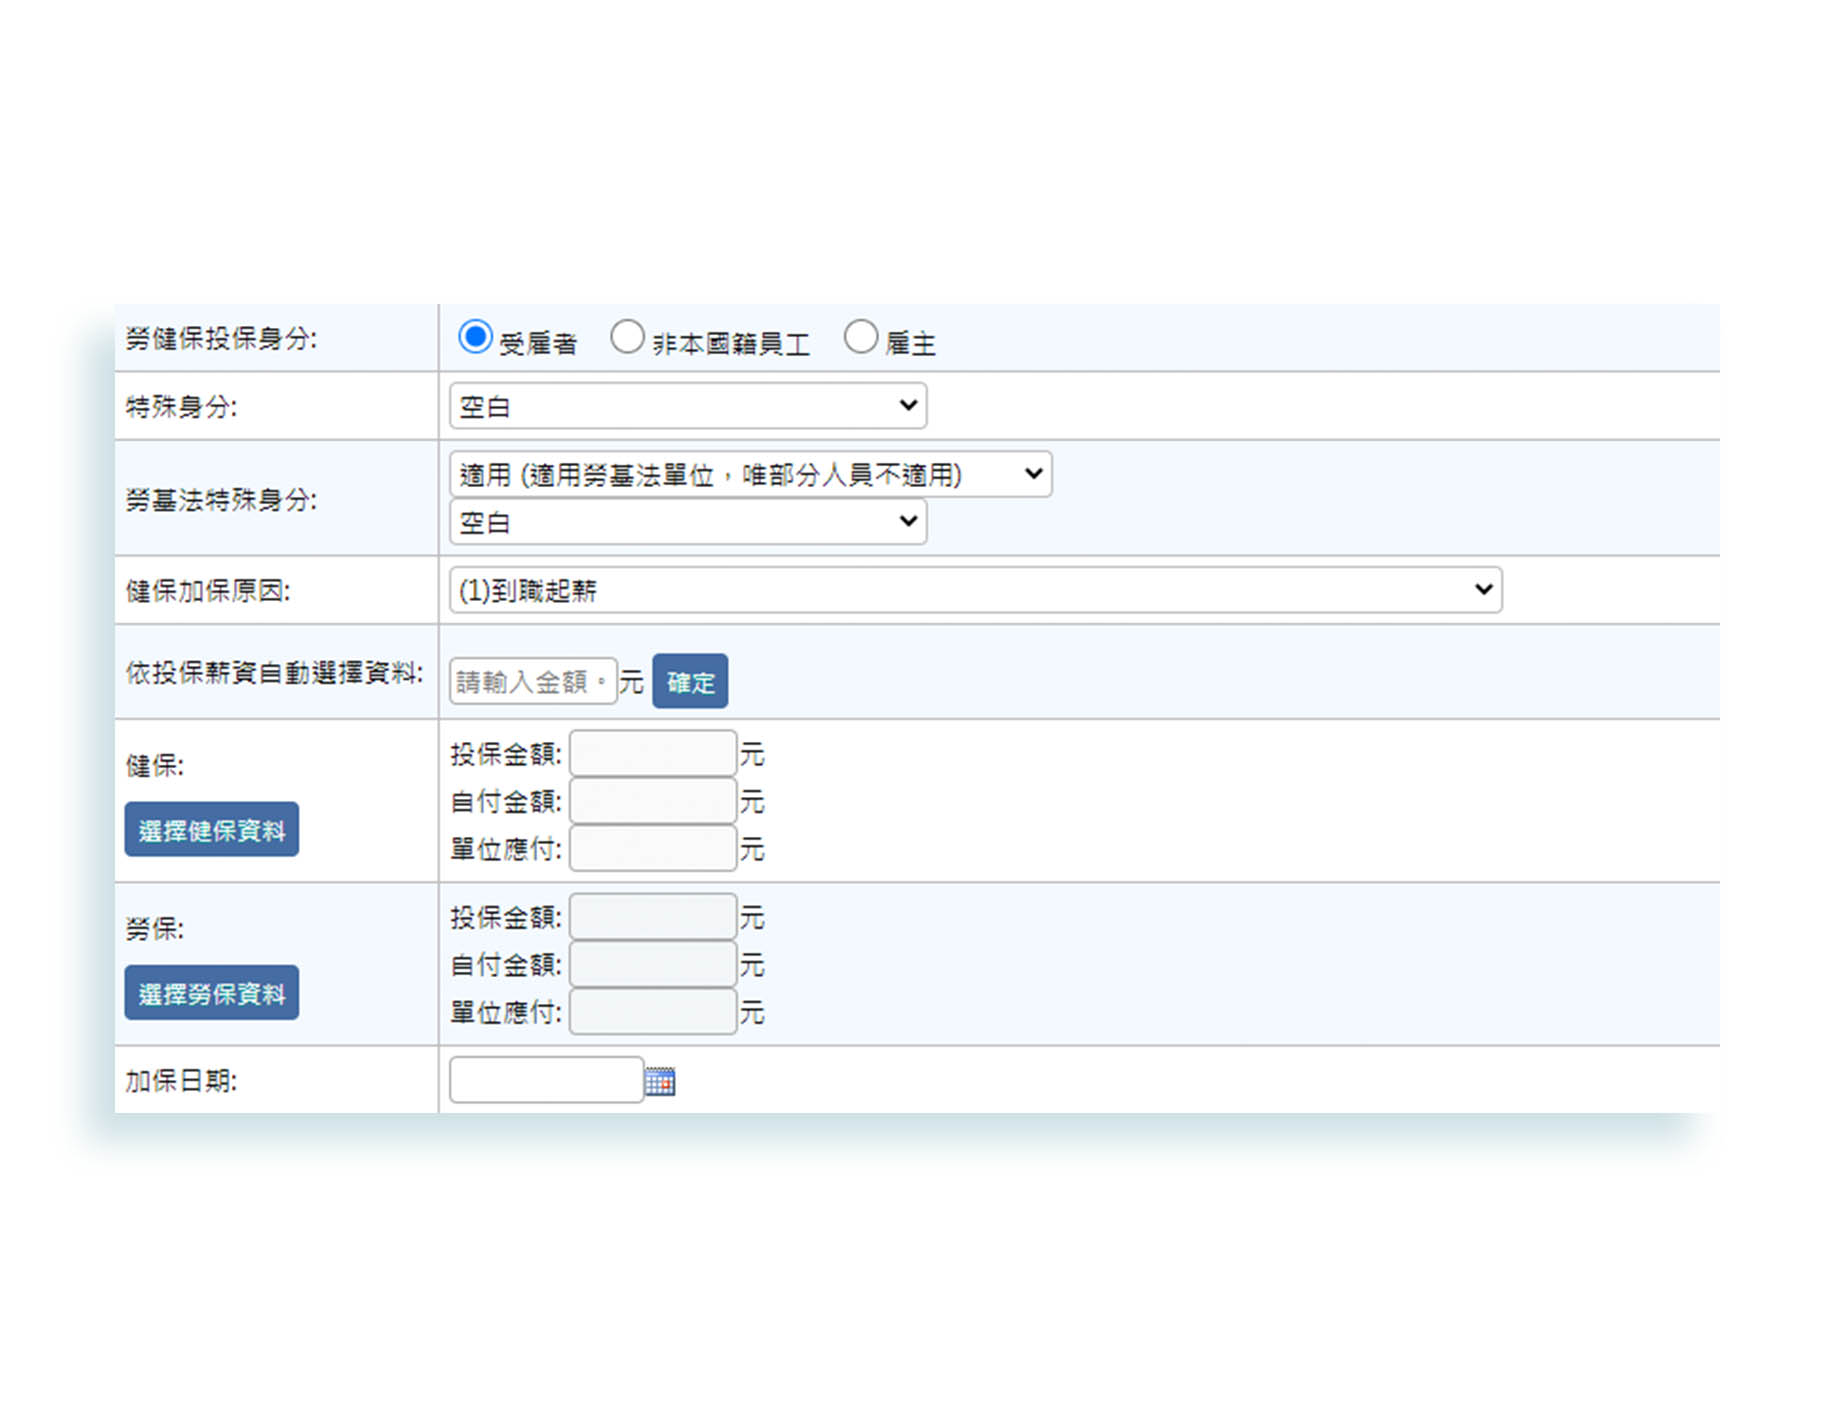 勞健保投保身分: 受雇者 非本國籍員工 雇主
特殊身分: 空白
勞基法特殊身分: 適用 (適用勞基法單位，唯部分人員不適用)
空白
健保加保原因: (1)到職起薪
依投保薪資自動選擇資料: 請輸入金額。 元 確定
健保:
選擇健保資料
投保金額: 元
自付金額: 元
單位應付: 元
勞保:
選擇勞保資料
投保金額: 元
自付金額: 元
單位應付: 元
加保日期: